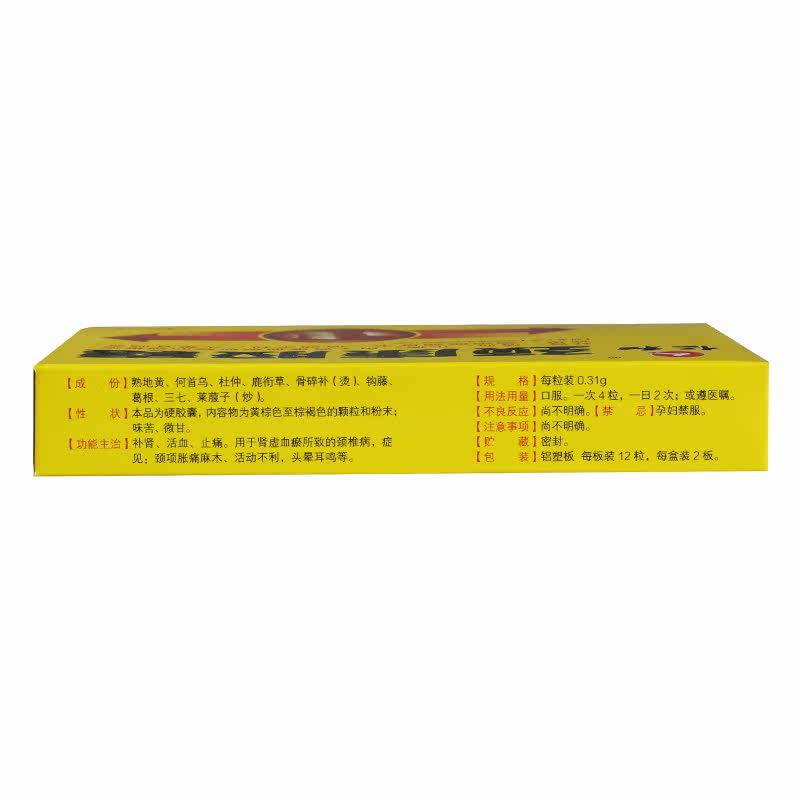 仁和
【成 份】熟地黄、何首乌、杜仲、鹿衔草、骨碎补(烫)、钩藤、
葛根、三七、莱菔子(炒)。
【性 状】本品为硬胶囊,内容物为黄棕色至棕褐色的颗粒和粉末;
味苦、微甘。
【功能主治】补肾、活血、止痛。用于肾虚血瘀所致的颈椎病,症
见:颈项胀痛麻木、活动不利,头晕耳鸣等。
【规 格】每粒装 0.31g
【用法用量】口服。一次4粒,一日2次;或遵医嘱。
【不良反应】尚不明确。【禁 忌】孕妇禁服。
【注意事项】尚不明确。
【贮 藏】密封。
【包 装】铝塑板 每板装12粒,每盒装2板。